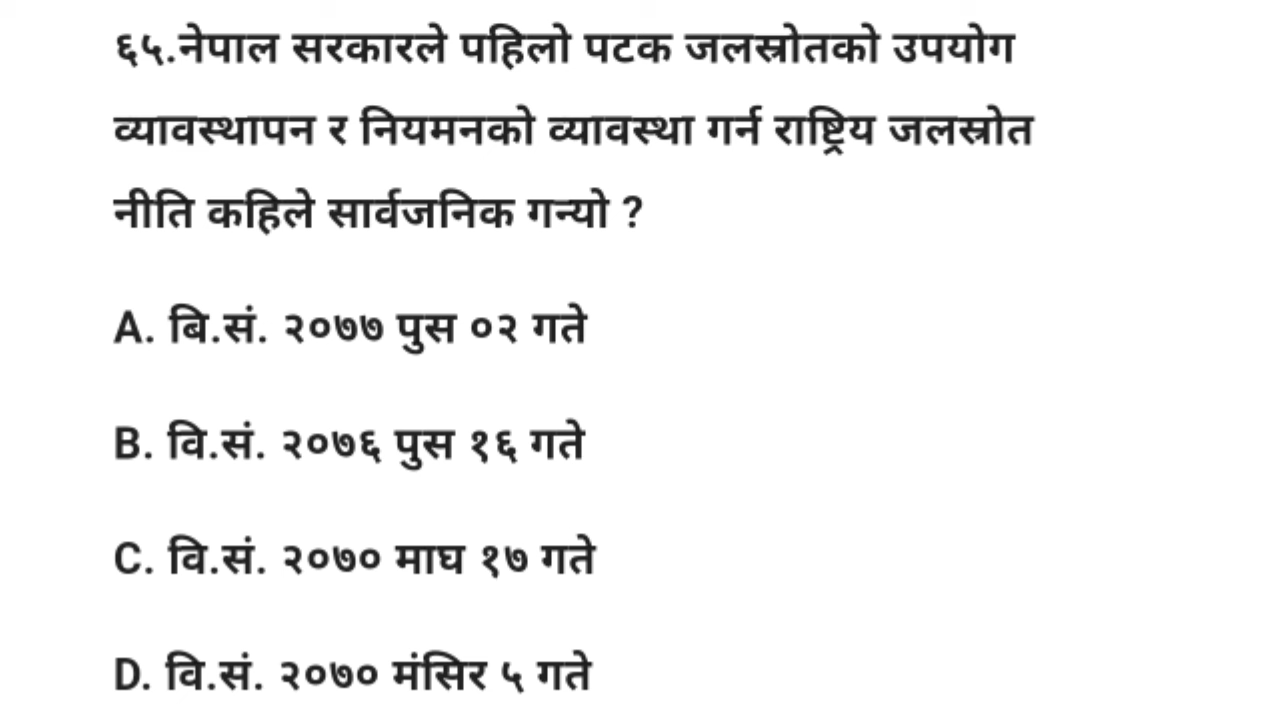 ६५.नेपाल सरकारले पहिलो पटक जलस्रोतको उपयोग
व्यावस्थापन र नियमनको व्यावस्था गर्न राष्ट्रिय जलस्रोत
नीति कहिले सार्वजनिक गन्यो ?
A. बि.सं. २०७७ पुस ०२ गते
B. वि.सं. २०७६ पुस १६ गते
C. वि.सं. २०७० माघ १७ गते
D. वि.सं. २०७० मंसिर ५ गते